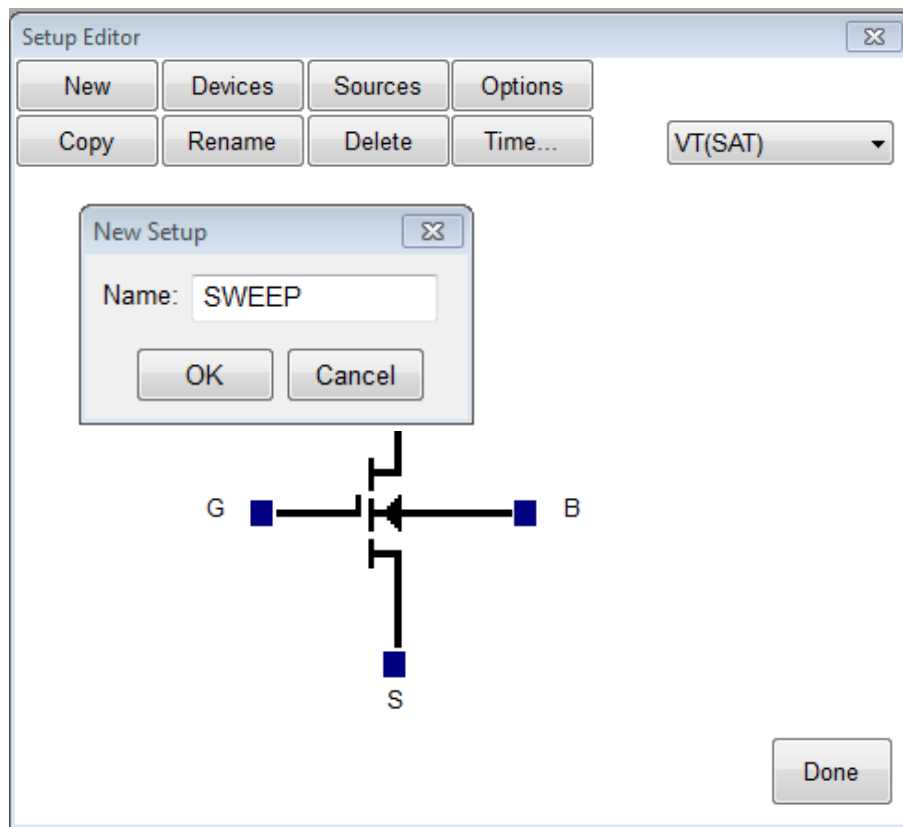 Setup Editor
New Devices Sources Options
Copy Rename Delete Time... VT(SAT)
New Setup
Name: SWEEP
OK Cancel
G B
S
Done